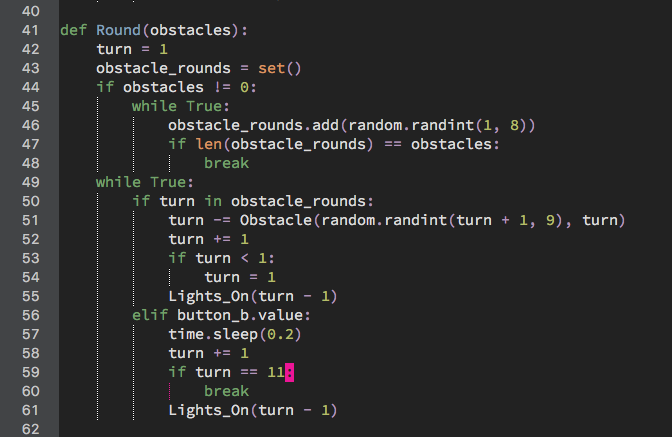 40
41 def Round(obstacles):
42     turn = 1
43     obstacle_rounds = set()
44     if obstacles != 0:
45         while True:
46             obstacle_rounds.add(random.randint(1, 8))
47             if len(obstacle_rounds) == obstacles:
48                 break
49     while True:
50         if turn in obstacle_rounds:
51             turn -= Obstacle(random.randint(turn + 1, 9), turn)
52             turn += 1
53             if turn < 1:
54                 turn = 1
55             Lights_On(turn - 1)
56         elif button_b.value:
57             time.sleep(0.2)
58             turn += 1
59             if turn == 11:
60                 break
61             Lights_On(turn - 1)
62